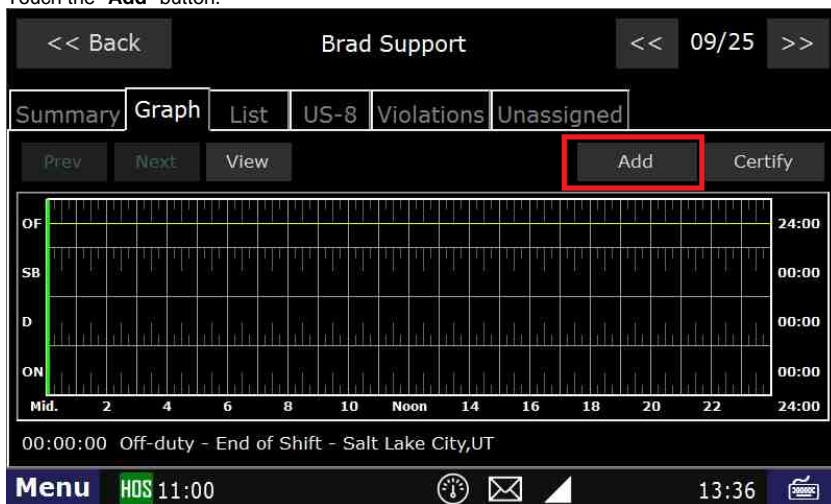 Touch the "Add" button.
<< Back Brad Support << 09/25 >>
Summary Graph List US-8 Violations Unassigned
Prev Next View Add Certify
OF 24:00
SB 00:00
D 00:00
ON 00:00
Mid. 2 4 6 8 10 Noon 14 16 18 20 22 24:00
00:00:00 Off-duty - End of Shift - Salt Lake City,UT
Menu HOS 11:00 13:36